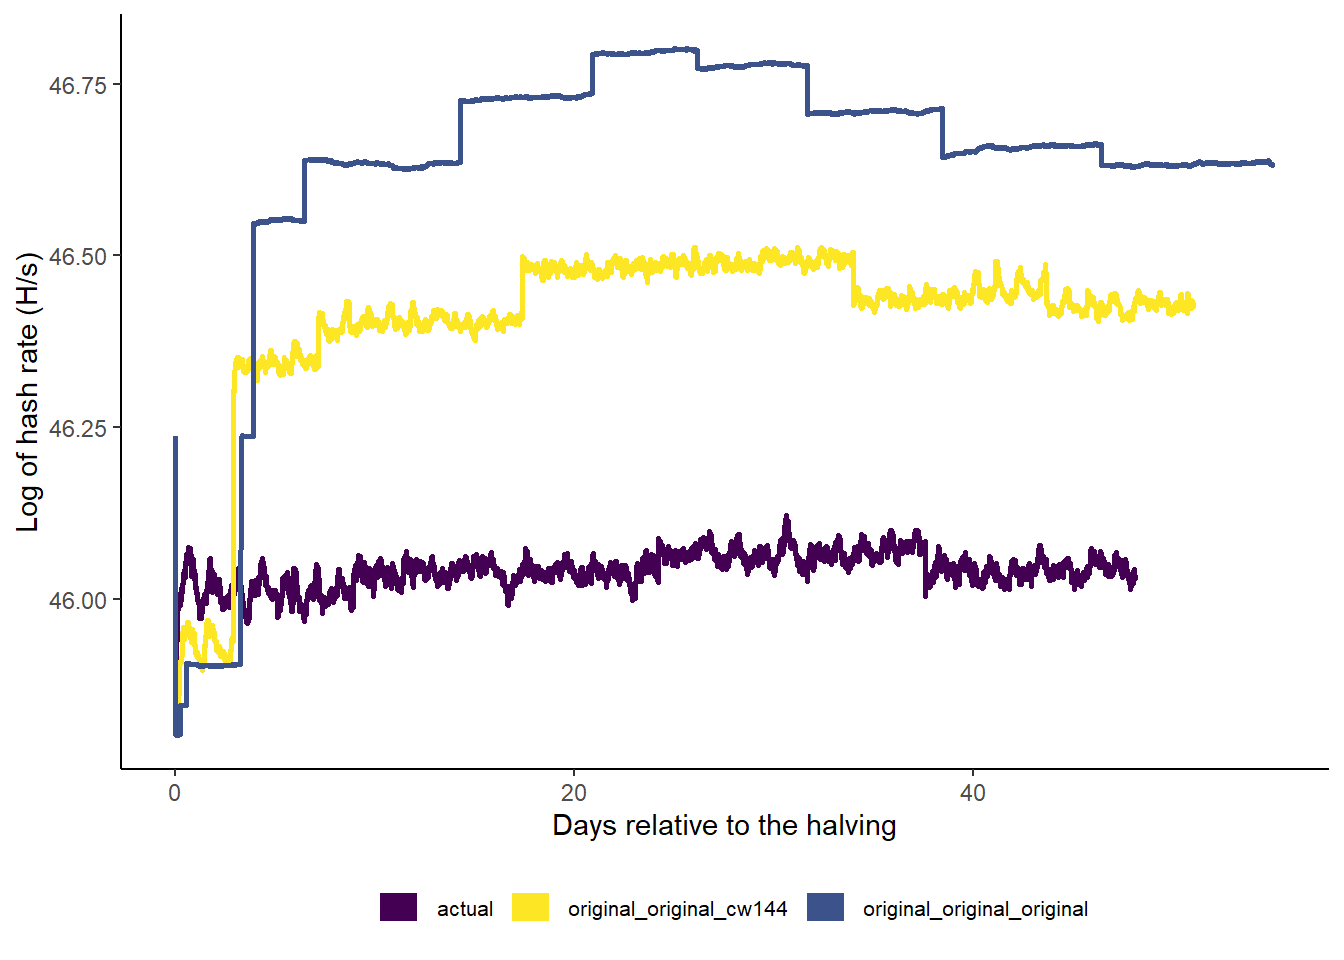 Log of hash rate (H/s)
46.75
46.50
46.25
46.00
0 20 40
Days relative to the halving
actual original_original_cw144 original_original_original